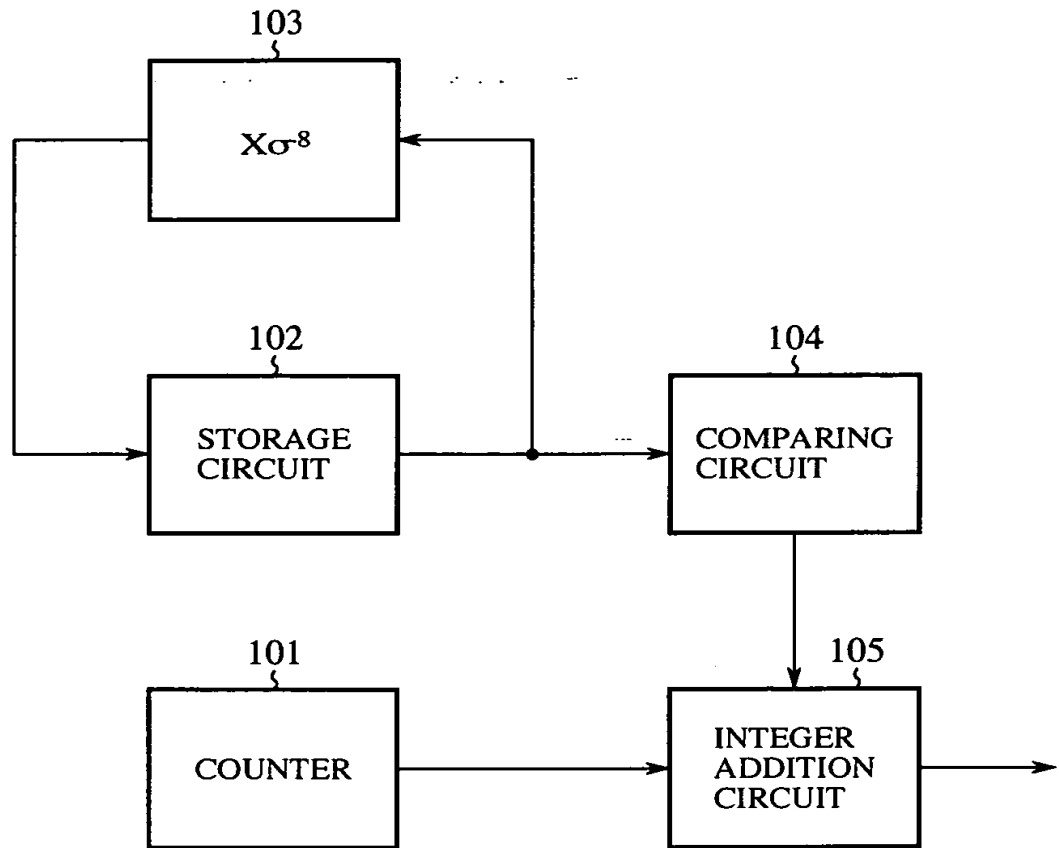 103
Xσ⁻⁸
102
STORAGE
CIRCUIT
104
COMPARING
CIRCUIT
101
COUNTER
105
INTEGER
ADDITION
CIRCUIT